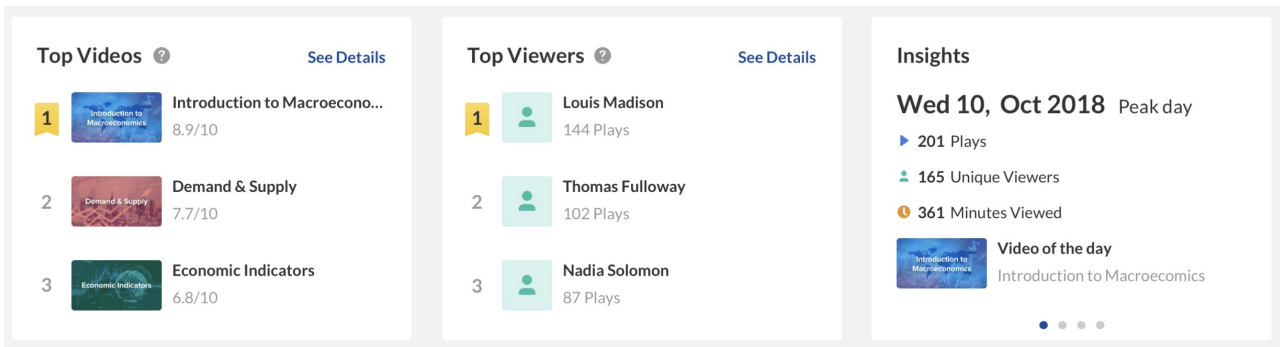 Top Videos ?
See Details
1
Introduction to
Macroeconomics
Introduction to Macroecono...
8.9/10
2
Demand & Supply
Demand & Supply
7.7/10
3
Economic Indicators
Economic Indicators
6.8/10
Top Viewers ?
See Details
1
Louis Madison
144 Plays
2
Thomas Fulloway
102 Plays
3
Nadia Solomon
87 Plays
Insights
Wed 10, Oct 2018 Peak day
201 Plays
165 Unique Viewers
361 Minutes Viewed
Introduction to
Macroeconomics
Video of the day
Introduction to Macroecomics